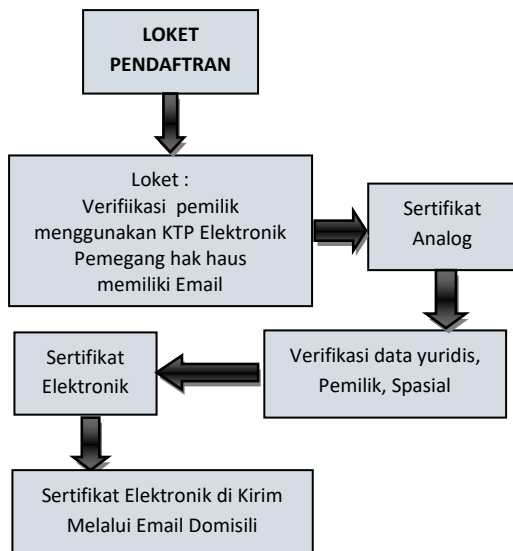 LOKET
PENDAFTRAN
Loket :
Verifiikasi pemilik
menggunakan KTP Elektronik
Pemegang hak haus
memiliki Email
Sertifikat
Analog
Verifikasi data yuridis,
Pemilik, Spasial
Sertifikat
Elektronik
Sertifikat Elektronik di Kirim
Melalui Email Domisili